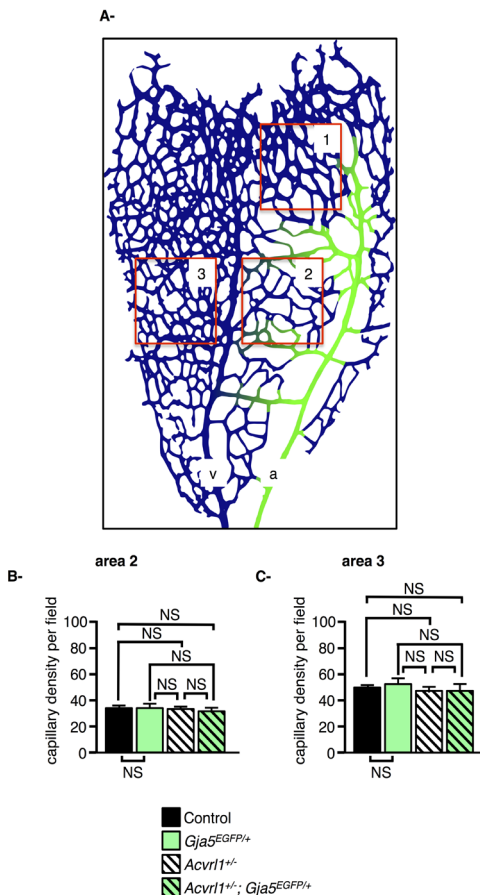 A-
1
3
2
v
a
area 2
area 3
B-
C-
NS
NS
NS
NS
NS
NS
capillary density per field
100
80
60
40
20
0
NS
NS
NS
NS
NS
NS
capillary density per field
100
80
60
40
20
0
Control
Gja5EGFP/+
Acvrl1+/-
Acvrl1+/-; Gja5EGFP/+